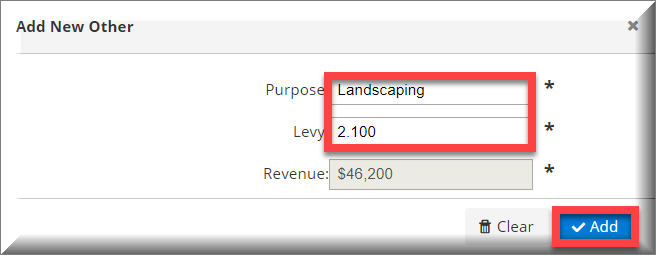 Add New Other
Purpose: Landscaping *
Levy: 2.100 *
Revenue: $46,200 *
Clear Add